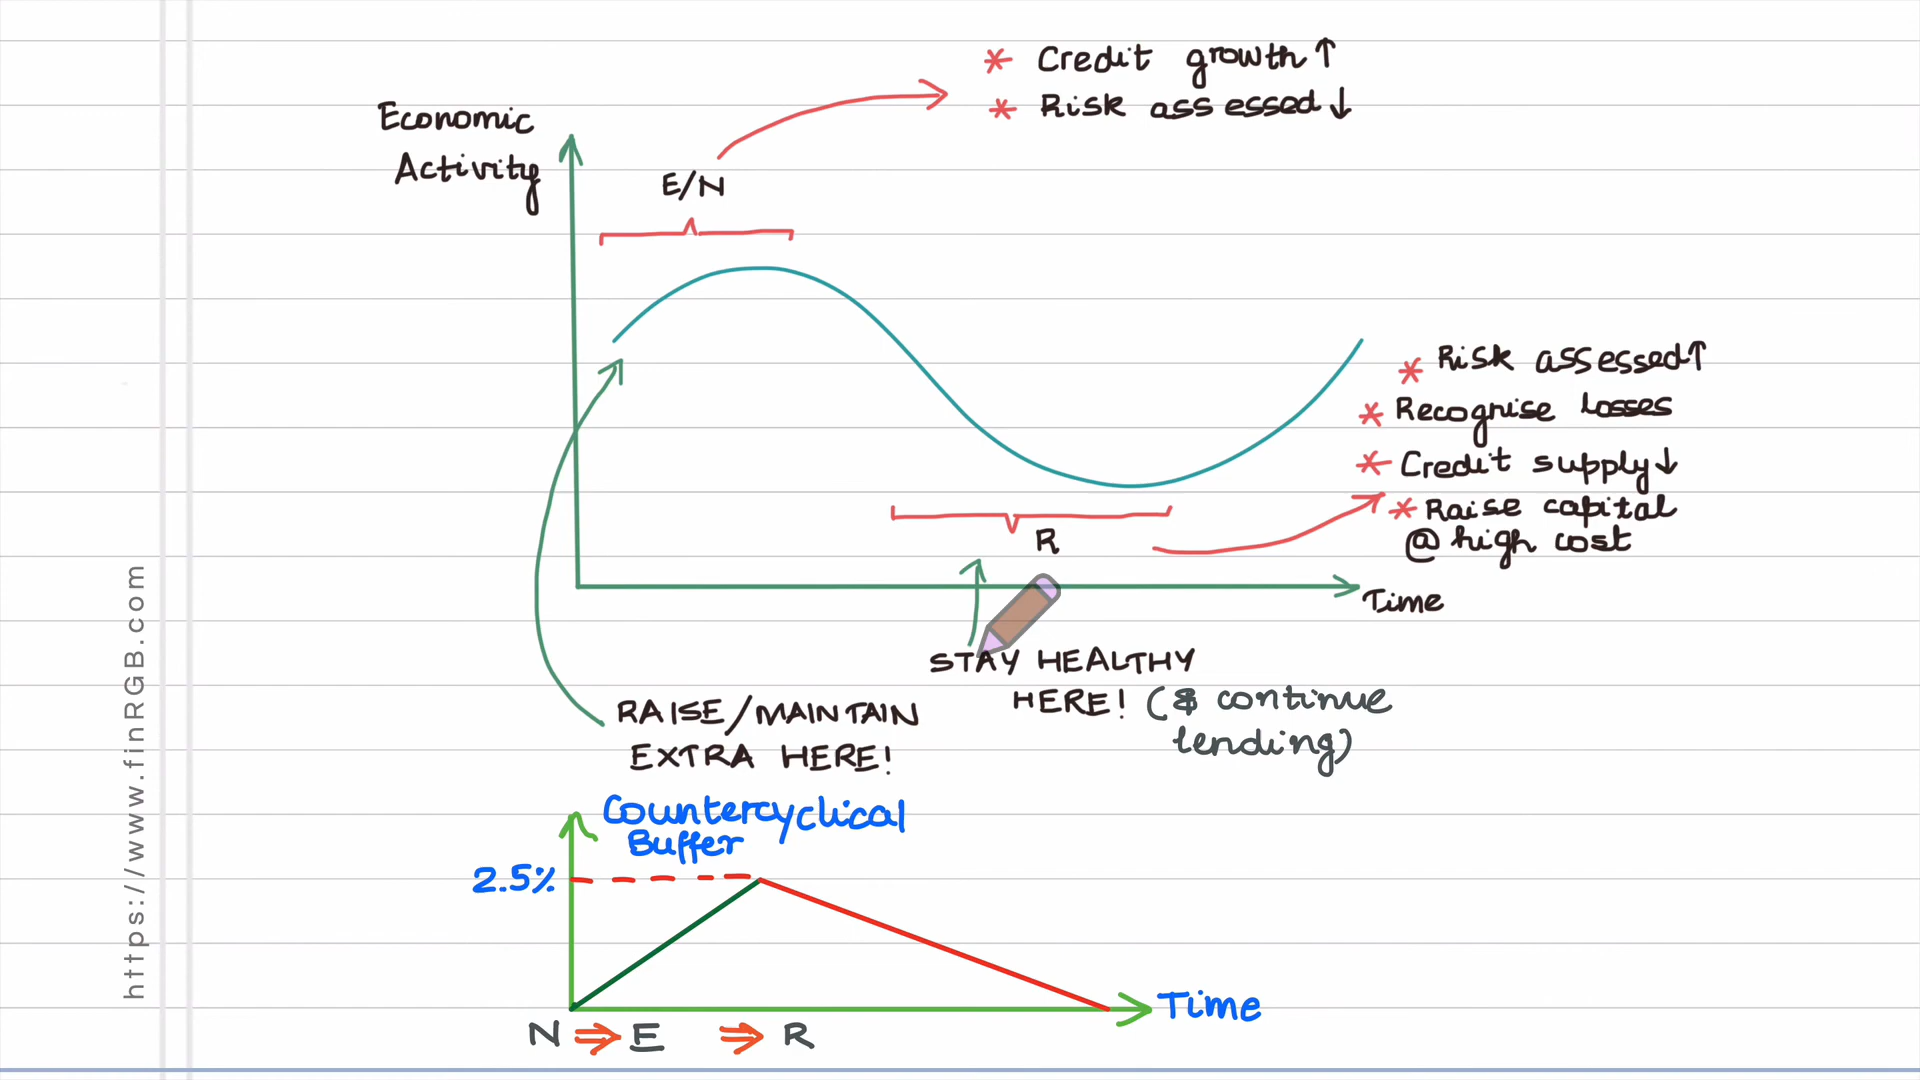 * Credit growth↑
* Risk assessed↓
Economic
Activity
E/N
* Risk assessed↑
* Recognise losses
* Credit supply↓
* Raise capital
@ high cost
R
Time
STAY HEALTHY
HERE! (& continue
lending)
RAISE/MAINTAIN
EXTRA HERE!
Countercyclical
Buffer
2.5%
Time
N ⇒ E ⇒ R
https://www.finRGB.com